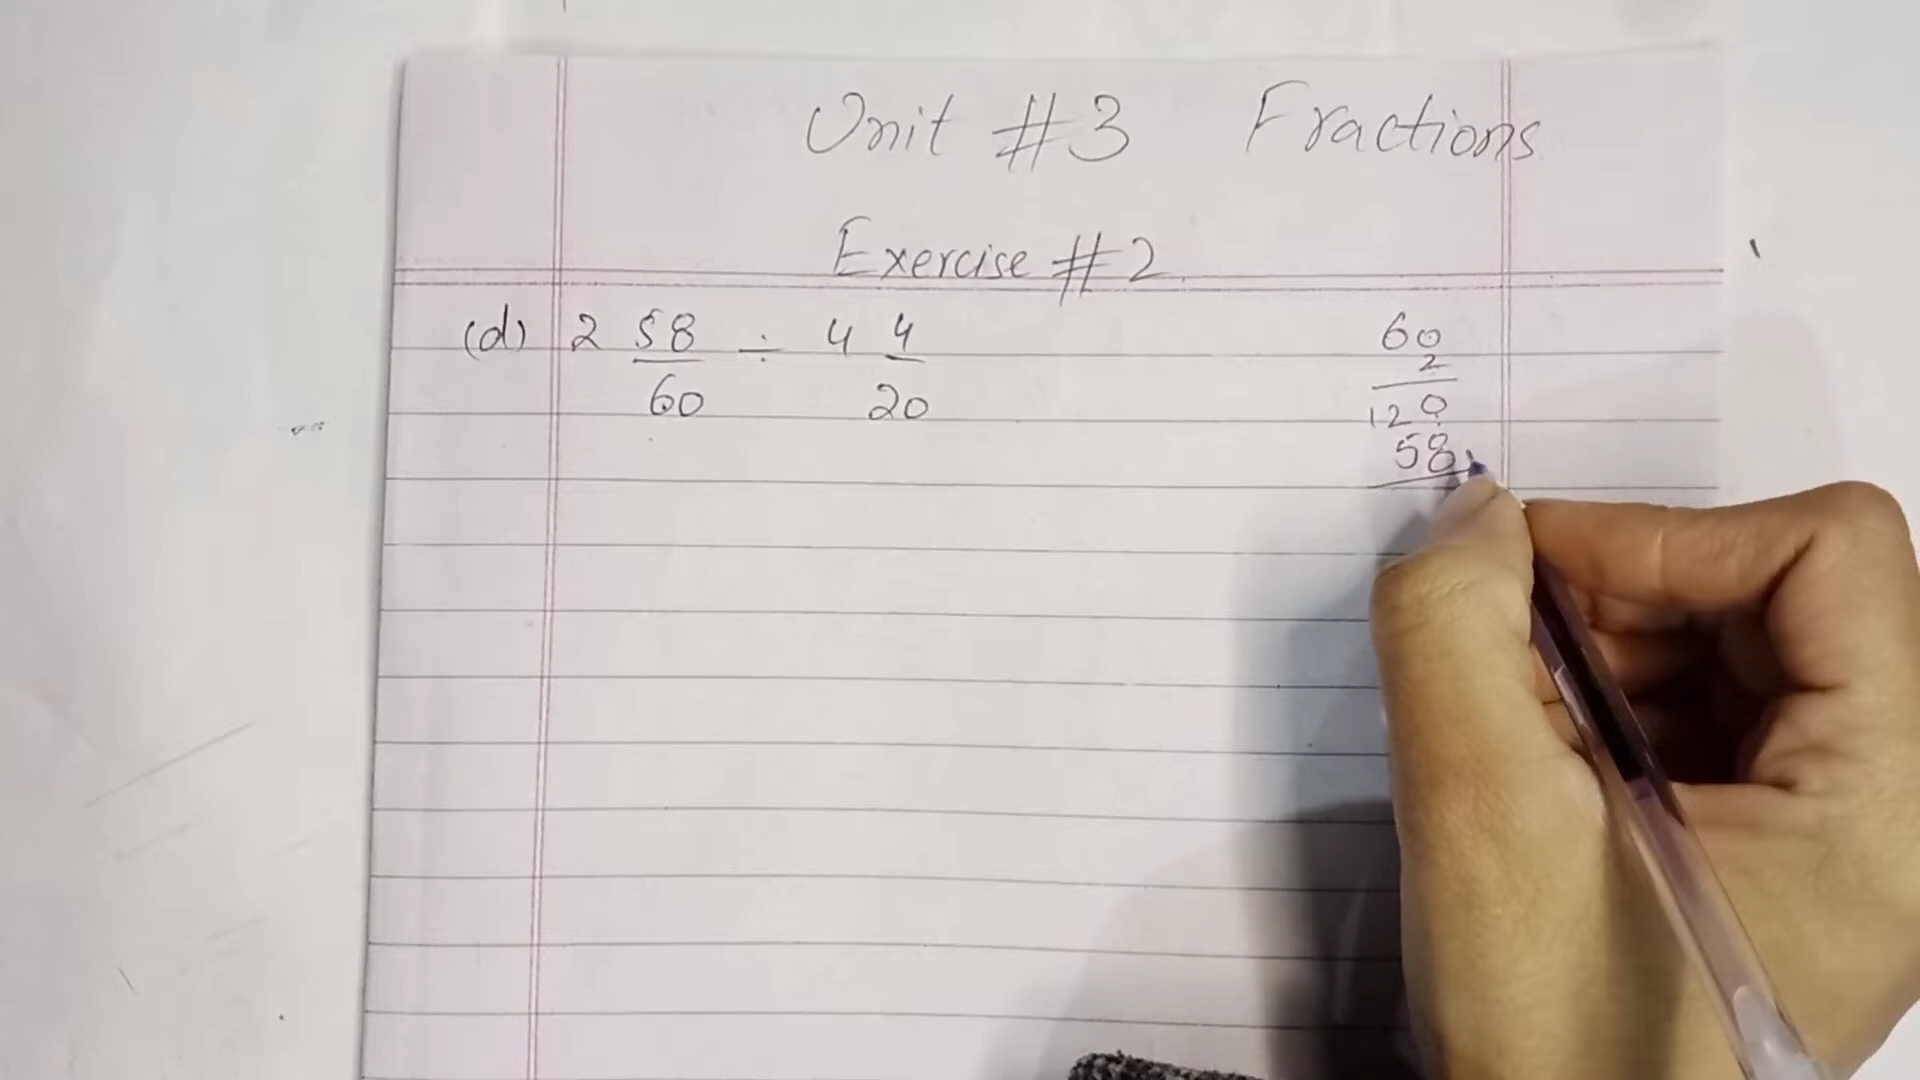 Unit #3 Fractions
Exercise #2
(d) 2 58/60 ÷ 4 4/20
60
2
120
58